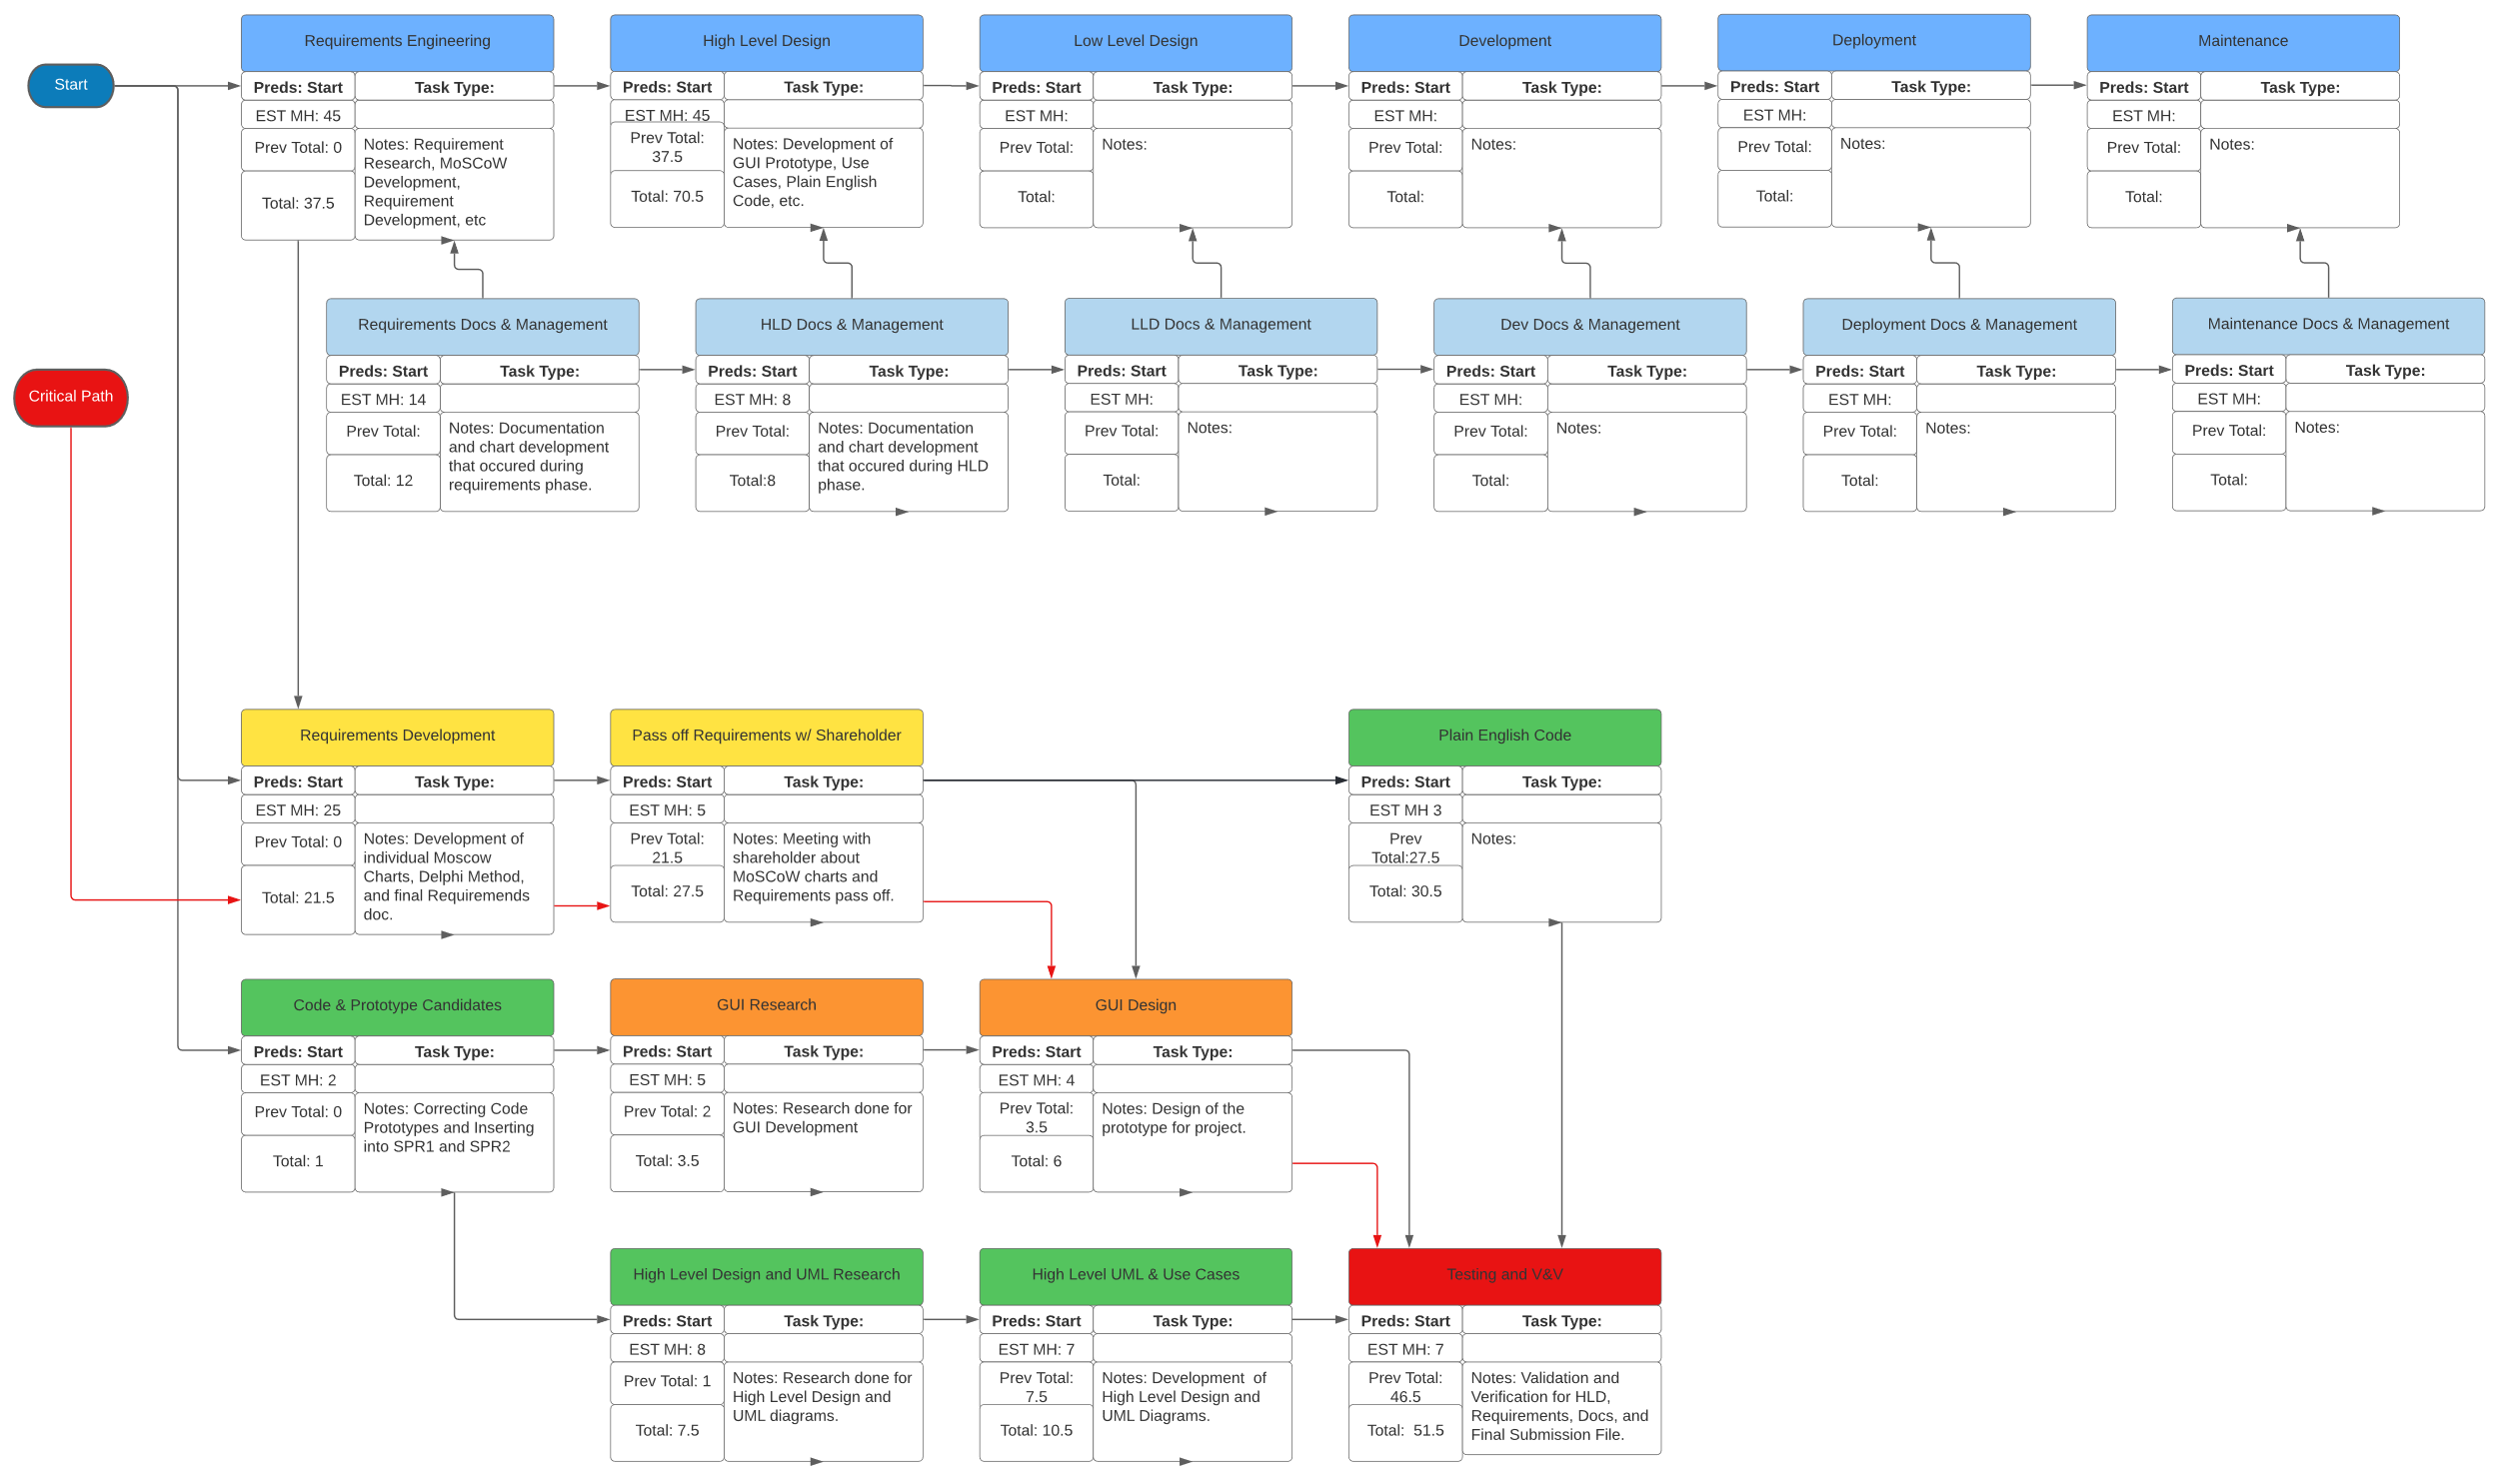 Start
Critical Path
Requirements Engineering
Preds: Start
Task Type:
EST MH: 45
Prev Total: 0
Total: 37.5
Notes: Requirement
Research, MoSCoW
Development,
Requirement
Development, etc
High Level Design
Preds: Start
Task Type:
EST MH: 45
Prev Total:
37.5
Total: 70.5
Notes: Development of
GUI Prototype, Use
Cases, Plain English
Code, etc.
Low Level Design
Preds: Start
Task Type:
EST MH:
Prev Total:
Total:
Notes:
Development
Preds: Start
Task Type:
EST MH:
Prev Total:
Total:
Notes:
Deployment
Preds: Start
Task Type:
EST MH:
Prev Total:
Total:
Notes:
Maintenance
Preds: Start
Task Type:
EST MH:
Prev Total:
Total:
Notes:
Requirements Docs & Management
Preds: Start
Task Type:
EST MH: 14
Prev Total:
Total: 12
Notes: Documentation
and chart development
that occured during
requirements phase.
HLD Docs & Management
Preds: Start
Task Type:
EST MH: 8
Prev Total:
Total:8
Notes: Documentation
and chart development
that occured during HLD
phase.
LLD Docs & Management
Preds: Start
Task Type:
EST MH:
Prev Total:
Total:
Notes:
Dev Docs & Management
Preds: Start
Task Type:
EST MH:
Prev Total:
Total:
Notes:
Deployment Docs & Management
Preds: Start
Task Type:
EST MH:
Prev Total:
Total:
Notes:
Maintenance Docs & Management
Preds: Start
Task Type:
EST MH:
Prev Total:
Total:
Notes:
Requirements Development
Preds: Start
Task Type:
EST MH: 25
Prev Total: 0
Total: 21.5
Notes: Development of
individual Moscow
Charts, Delphi Method,
and final Requiremends
doc.
Pass off Requirements w/ Shareholder
Preds: Start
Task Type:
EST MH: 5
Prev Total:
21.5
Total: 27.5
Notes: Meeting with
shareholder about
MoSCoW charts and
Requirements pass off.
Plain English Code
Preds: Start
Task Type:
EST MH 3
Prev
Total:27.5
Total: 30.5
Notes:
Code & Prototype Candidates
Preds: Start
Task Type:
EST MH: 2
Prev Total: 0
Total: 1
Notes: Correcting Code
Prototypes and Inserting
into SPR1 and SPR2
GUI Research
Preds: Start
Task Type:
EST MH: 5
Prev Total: 2
Total: 3.5
Notes: Research done for
GUI Development
GUI Design
Preds: Start
Task Type:
EST MH: 4
Prev Total:
3.5
Total: 6
Notes: Design of the
prototype for project.
High Level Design and UML Research
Preds: Start
Task Type:
EST MH: 8
Prev Total: 1
Total: 7.5
Notes: Research done for
High Level Design and
UML diagrams.
High Level UML & Use Cases
Preds: Start
Task Type:
EST MH: 7
Prev Total:
7.5
Total: 10.5
Notes: Development  of
High Level Design and
UML Diagrams.
Testing and V&V
Preds: Start
Task Type:
EST MH: 7
Prev Total:
46.5
Total:  51.5
Notes: Validation and
Verification for HLD,
Requirements, Docs, and
Final Submission File.